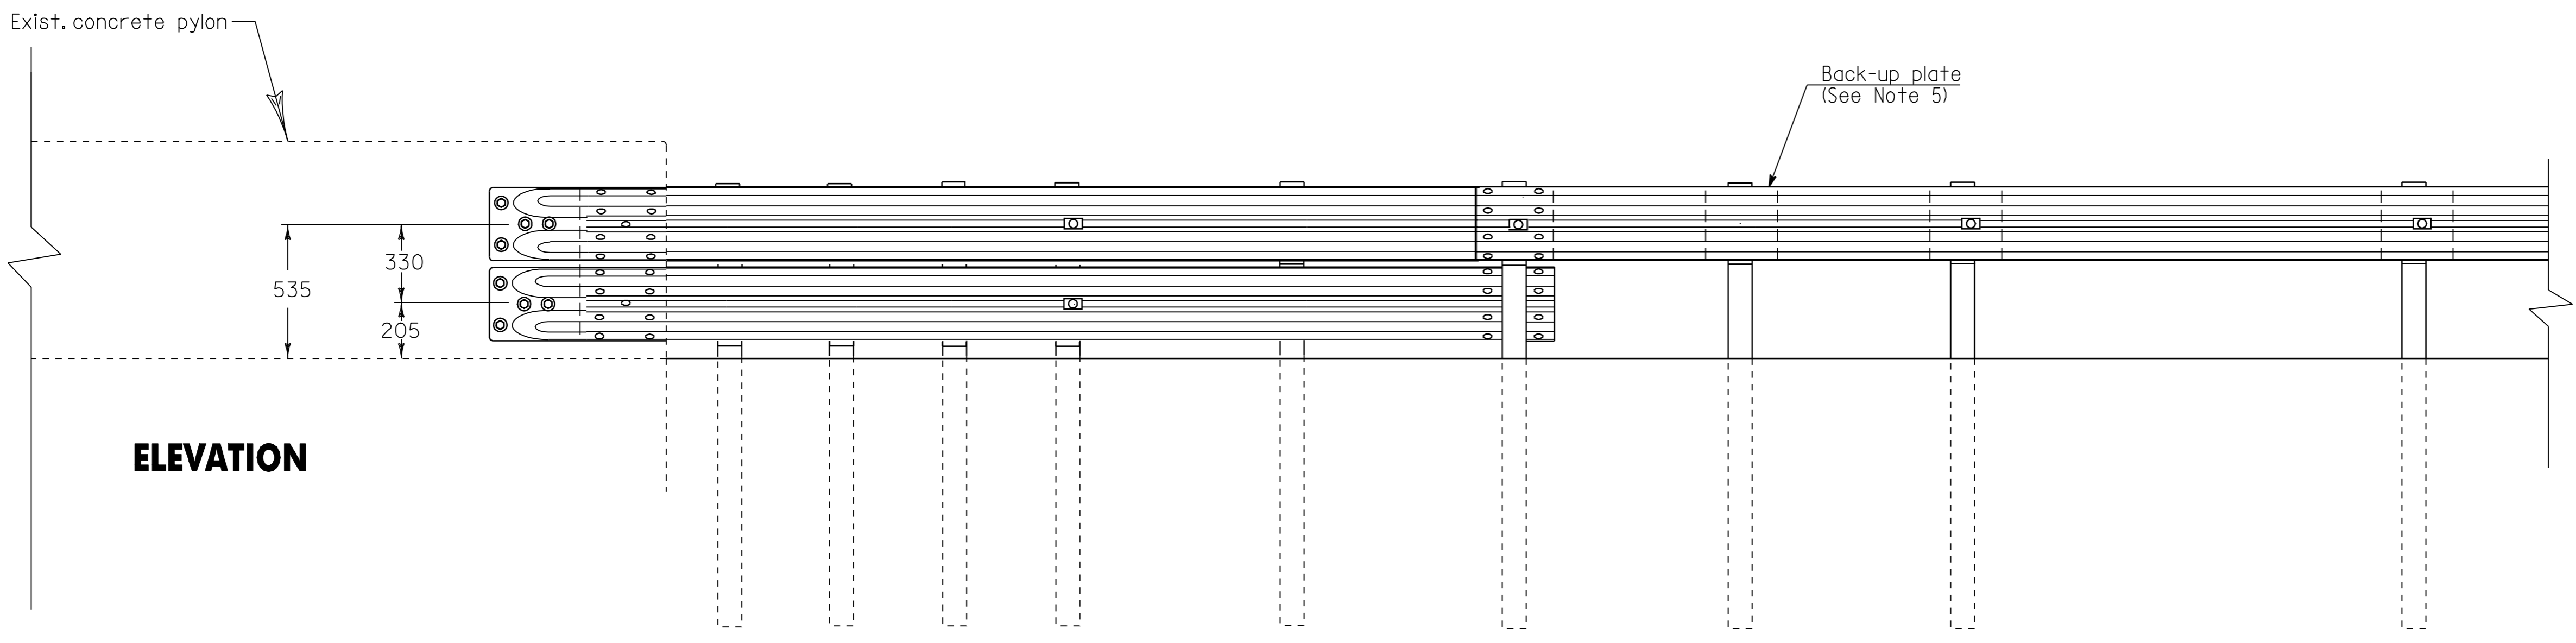 Exist. concrete pylon
Back-up plate
(See Note 5)
330
535
205
ELEVATION